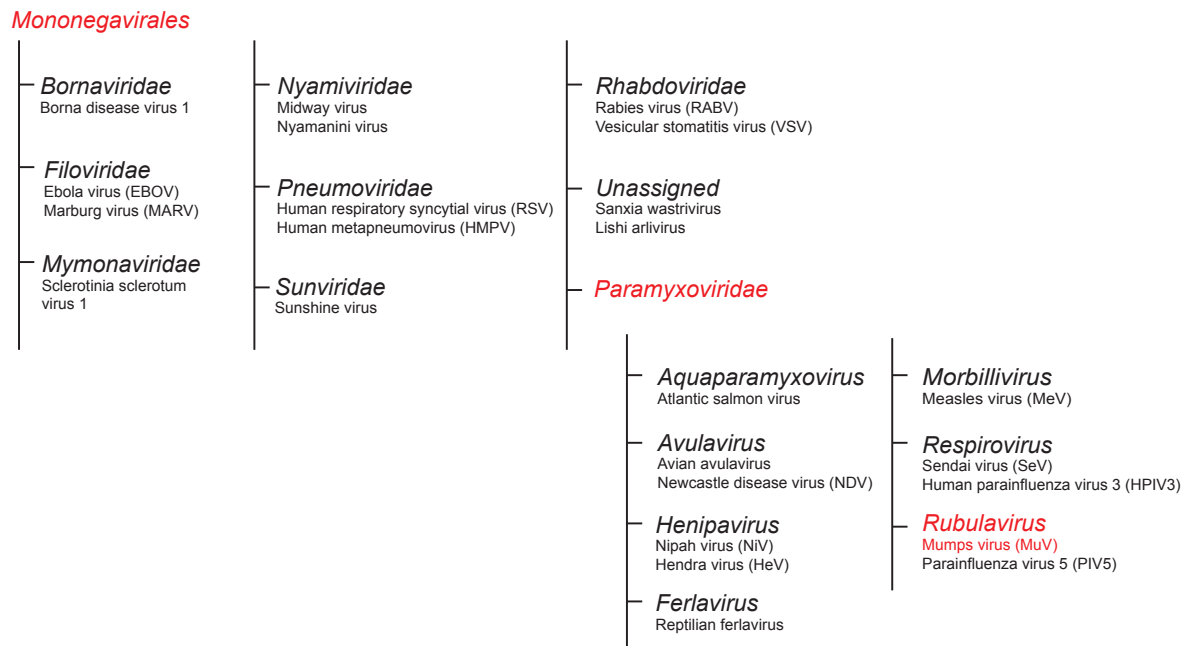 Mononegavirales
Bornaviridae
Borna disease virus 1
Filoviridae
Ebola virus (EBOV)
Marburg virus (MARV)
Mymonaviridae
Sclerotinia sclerotum
virus 1
Nyamiviridae
Midway virus
Nyamanini virus
Pneumoviridae
Human respiratory syncytial virus (RSV)
Human metapneumovirus (HMPV)
Sunviridae
Sunshine virus
Rhabdoviridae
Rabies virus (RABV)
Vesicular stomatitis virus (VSV)
Unassigned
Sanxia wastrivirus
Lishi arlivirus
Paramyxoviridae
Aquaparamyxovirus
Atlantic salmon virus
Avulavirus
Avian avulavirus
Newcastle disease virus (NDV)
Henipavirus
Nipah virus (NiV)
Hendra virus (HeV)
Ferlavirus
Reptilian ferlavirus
Morbillivirus
Measles virus (MeV)
Respirovirus
Sendai virus (SeV)
Human parainfluenza virus 3 (HPIV3)
Rubulavirus
Mumps virus (MuV)
Parainfluenza virus 5 (PIV5)